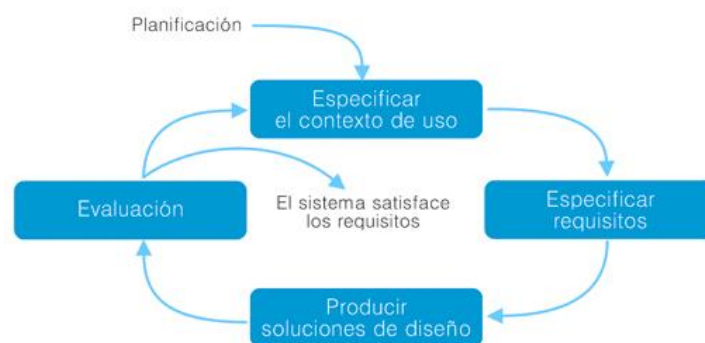 Planificación
Especificar
el contexto de uso
Evaluación
El sistema satisface
los requisitos
Especificar
requisitos
Producir
soluciones de diseño